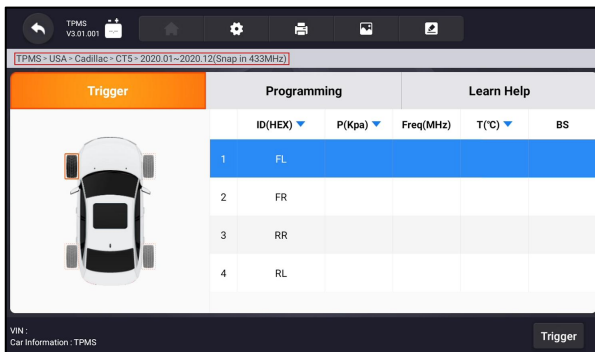 TPMS
V3.01.001
TPMS > USA > Cadillac > CT5 > 2020.01~2020.12(Snap in 433MHz)
Trigger Programming Learn Help
ID(HEX) P(Kpa) Freq(MHz) T(℃) BS
1 FL
2 FR
3 RR
4 RL
VIN :
Car Information : TPMS
Trigger